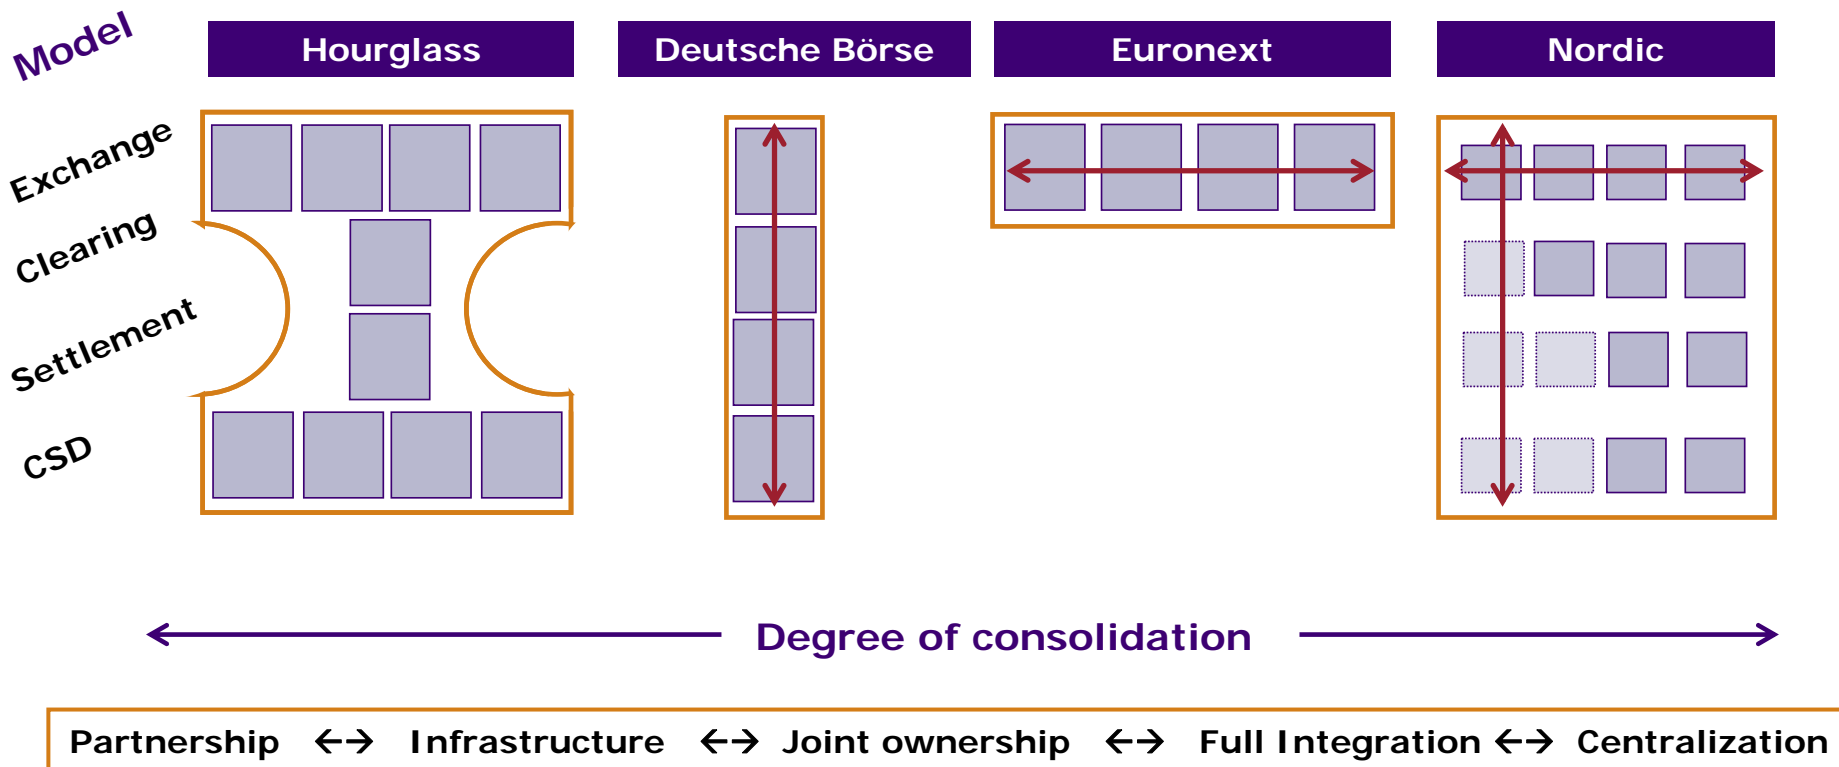 Model
Hourglass
Deutsche Börse
Euronext
Nordic
Exchange
Clearing
Settlement
CSD
Degree of consolidation
Partnership ←→ Infrastructure ←→ Joint ownership ←→ Full Integration ←→ Centralization